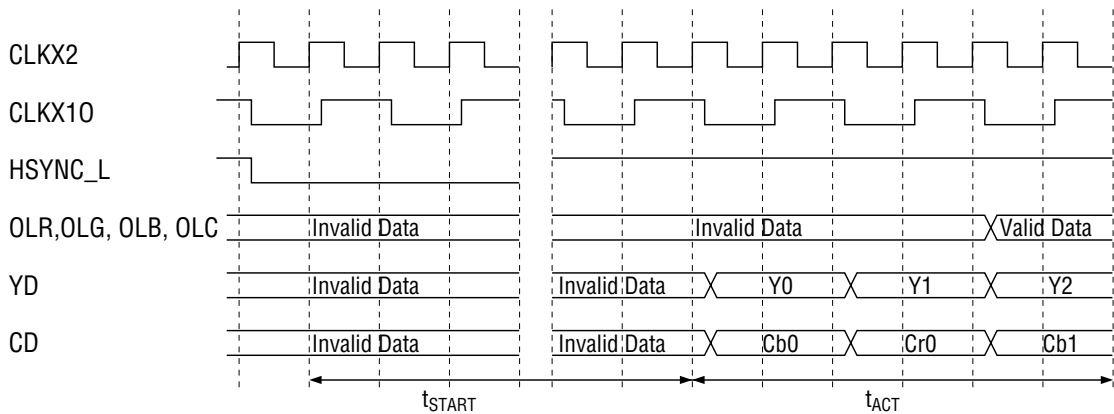 CLKX2
CLKX1O
HSYNC_L
OLR,OLG, OLB, OLC Invalid Data Invalid Data Valid Data
YD Invalid Data Invalid Data Y0 Y1 Y2
CD Invalid Data Invalid Data Cb0 Cr0 Cb1
tSTART tACT